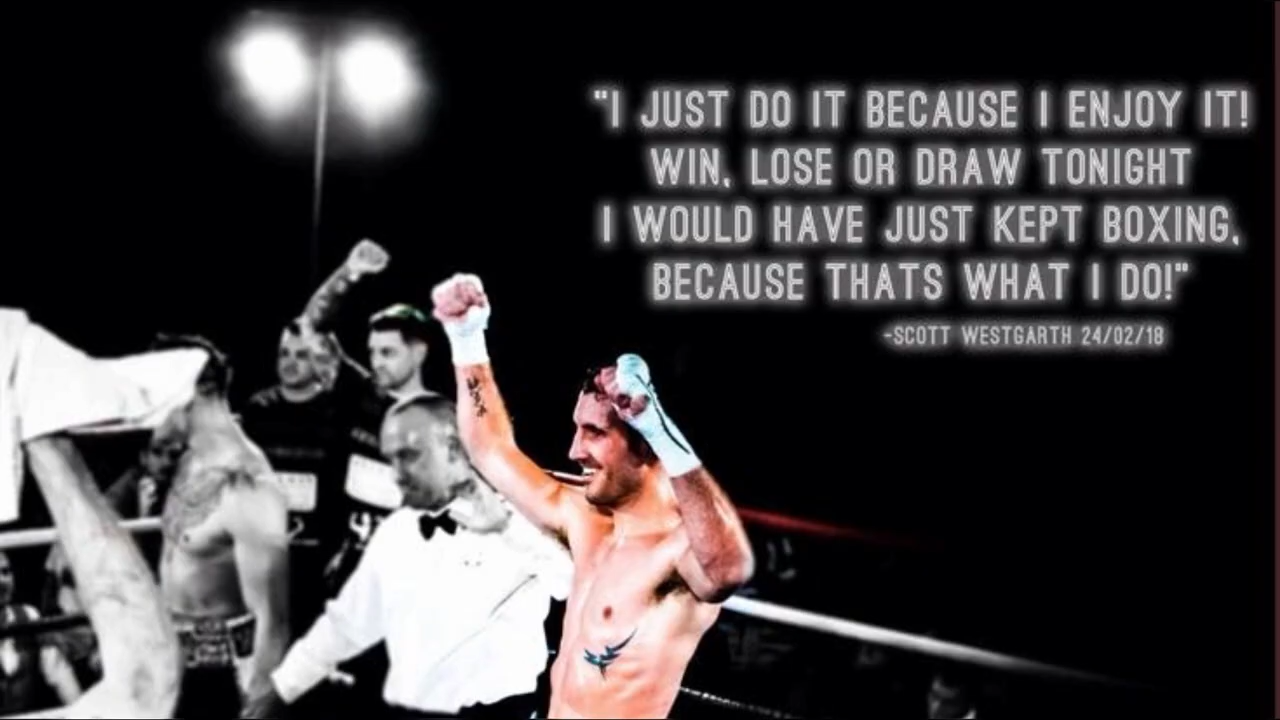 "I JUST DO IT BECAUSE I ENJOY IT!
WIN, LOSE OR DRAW TONIGHT
I WOULD HAVE JUST KEPT BOXING,
BECAUSE THATS WHAT I DO!"
-SCOTT WESTGARTH 24/02/18